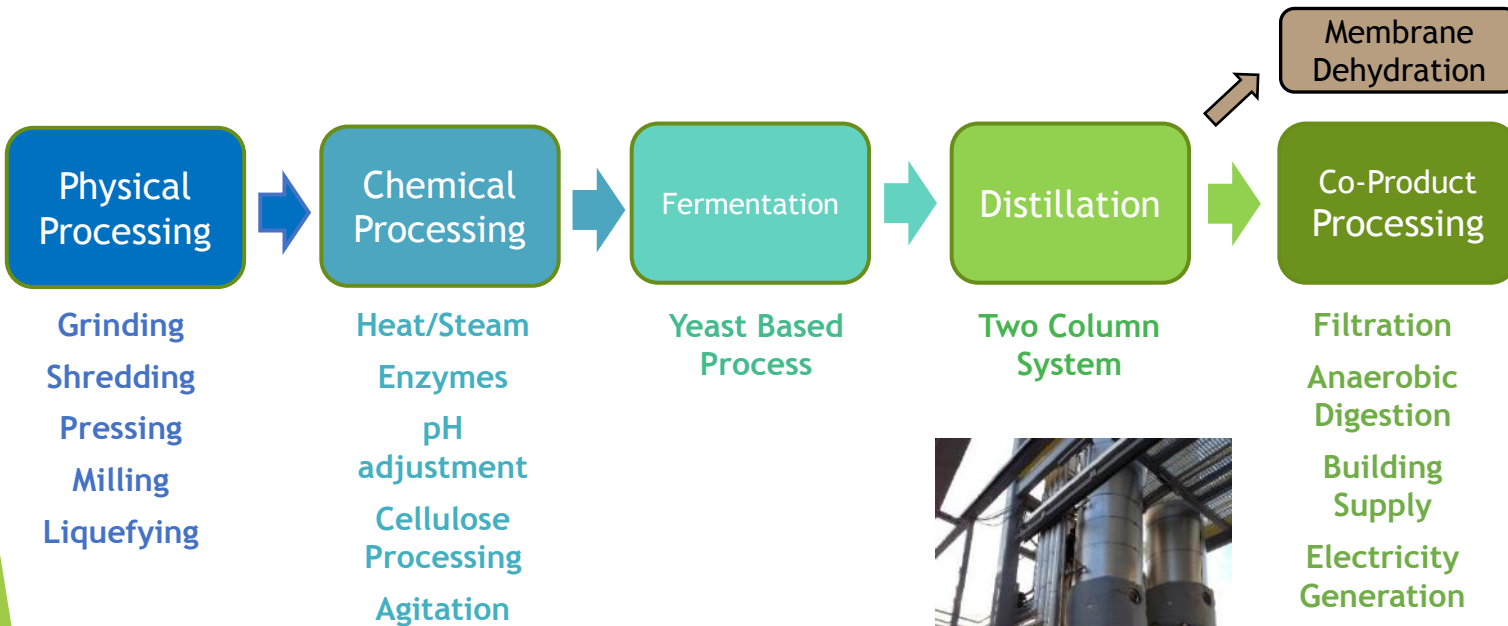 Membrane
Dehydration
Physical
Processing
Chemical
Processing
Fermentation
Distillation
Co-Product
Processing
Grinding
Shredding
Pressing
Milling
Liquefying
Heat/Steam
Enzymes
pH
adjustment
Cellulose
Processing
Agitation
Yeast Based
Process
Two Column
System
Filtration
Anaerobic
Digestion
Building
Supply
Electricity
Generation